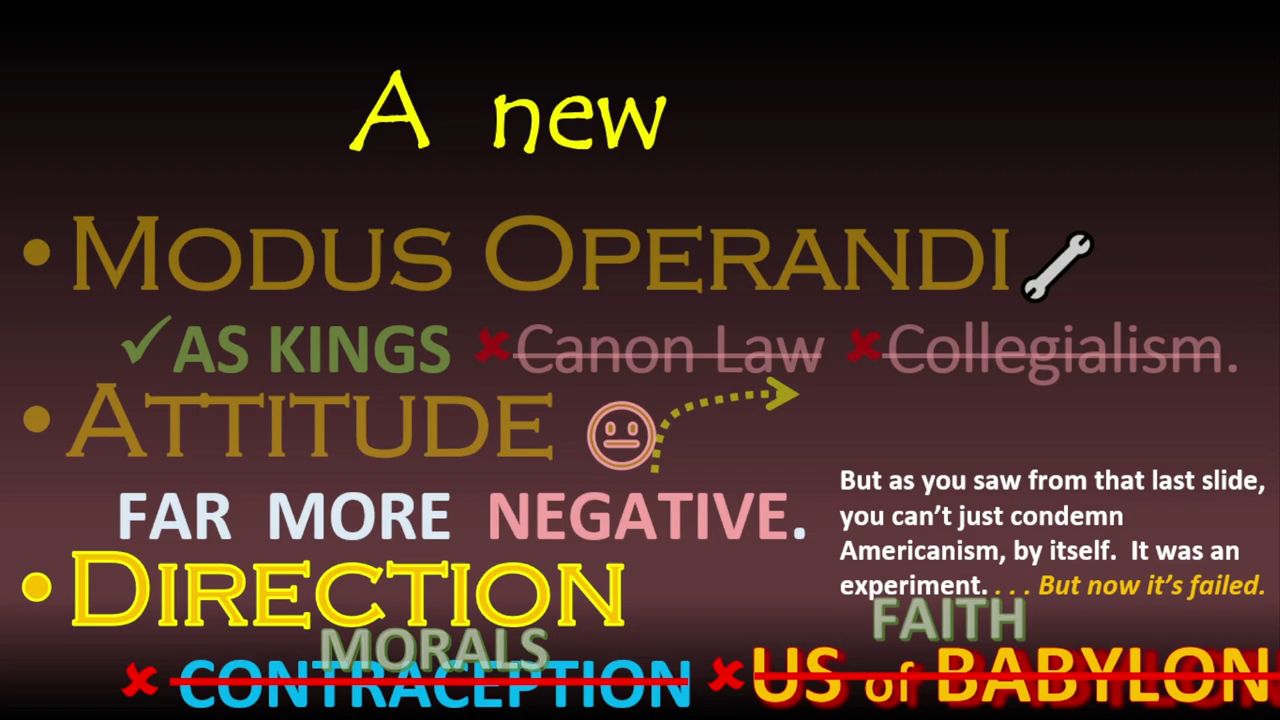 A new
• MODUS OPERANDI
✓AS KINGS ✘Canon Law ✘Collegialism.
• ATTITUDE
FAR MORE NEGATIVE.
But as you saw from that last slide,
you can’t just condemn
Americanism, by itself. It was an
experiment. . . . But now it’s failed.
• DIRECTION
MORALS
FAITH
✘ CONTRACEPTION ✘US of BABYLON